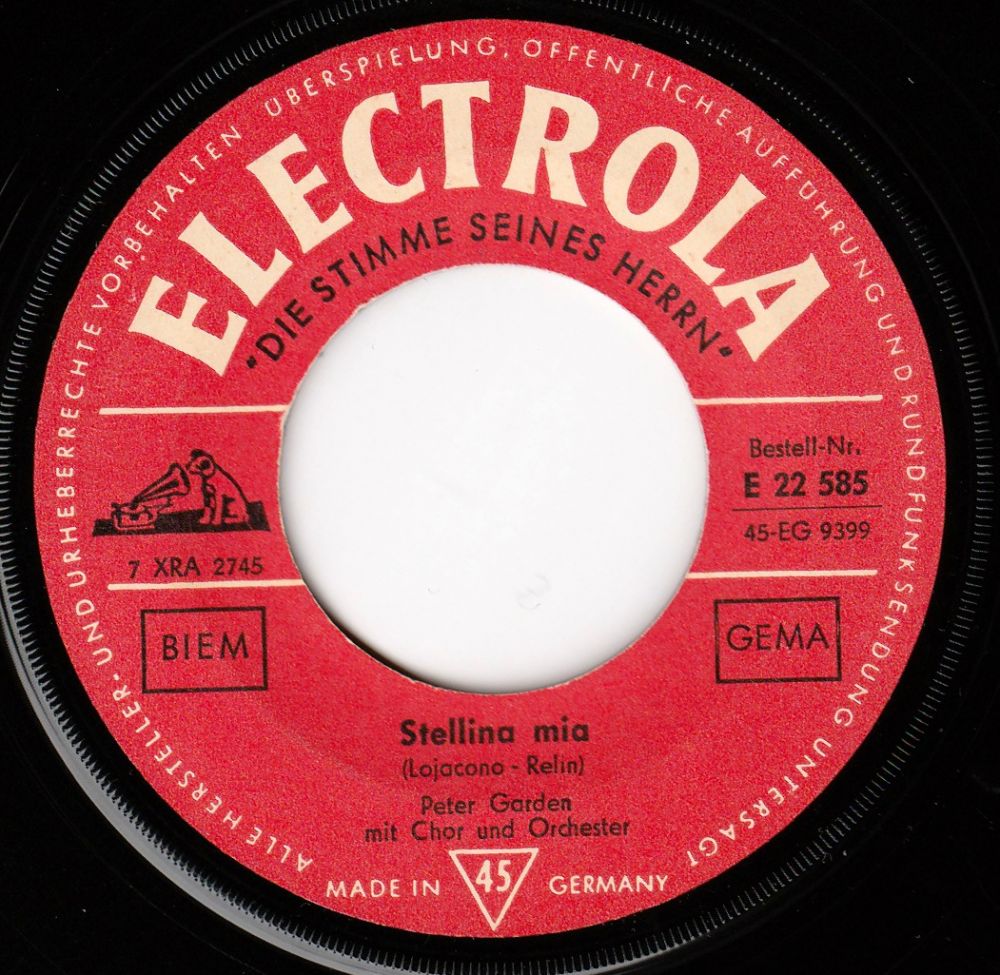 ALLE HERSTELLER- UND URHEBERRECHTE VORBEHALTEN ÜBERSPIELUNG, ÖFFENTLICHE AUFFÜHRUNG UND RUNDFUNKSENDUNG UNTERSAGT
ELECTROLA
"DIE STIMME SEINES HERRN"
Bestell-Nr.
E 22 585
45-EG 9399
7 XRA 2745
BIEM
GEMA
Stellina mia
(Lojacono - Relin)
Peter Garden
mit Chor und Orchester
MADE IN 45 GERMANY